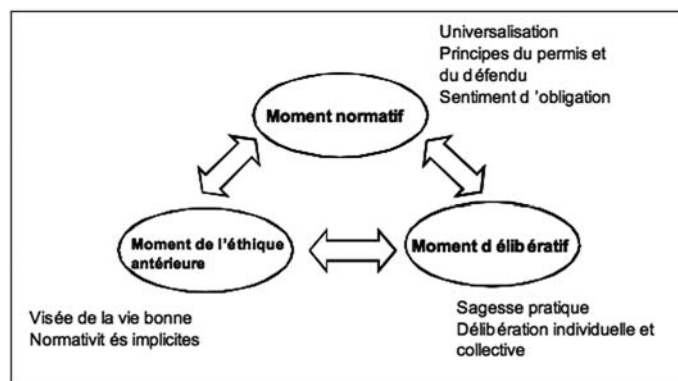 Universalisation
Principes du permis et
du d éfendu
Sentiment d 'obligation
Moment normatif
Moment de l'éthique
antérieure
Moment d élib ératif
Visée de la vie bonne
Normativit és implicites
Sagesse pratique
Délibération individuelle et
collective